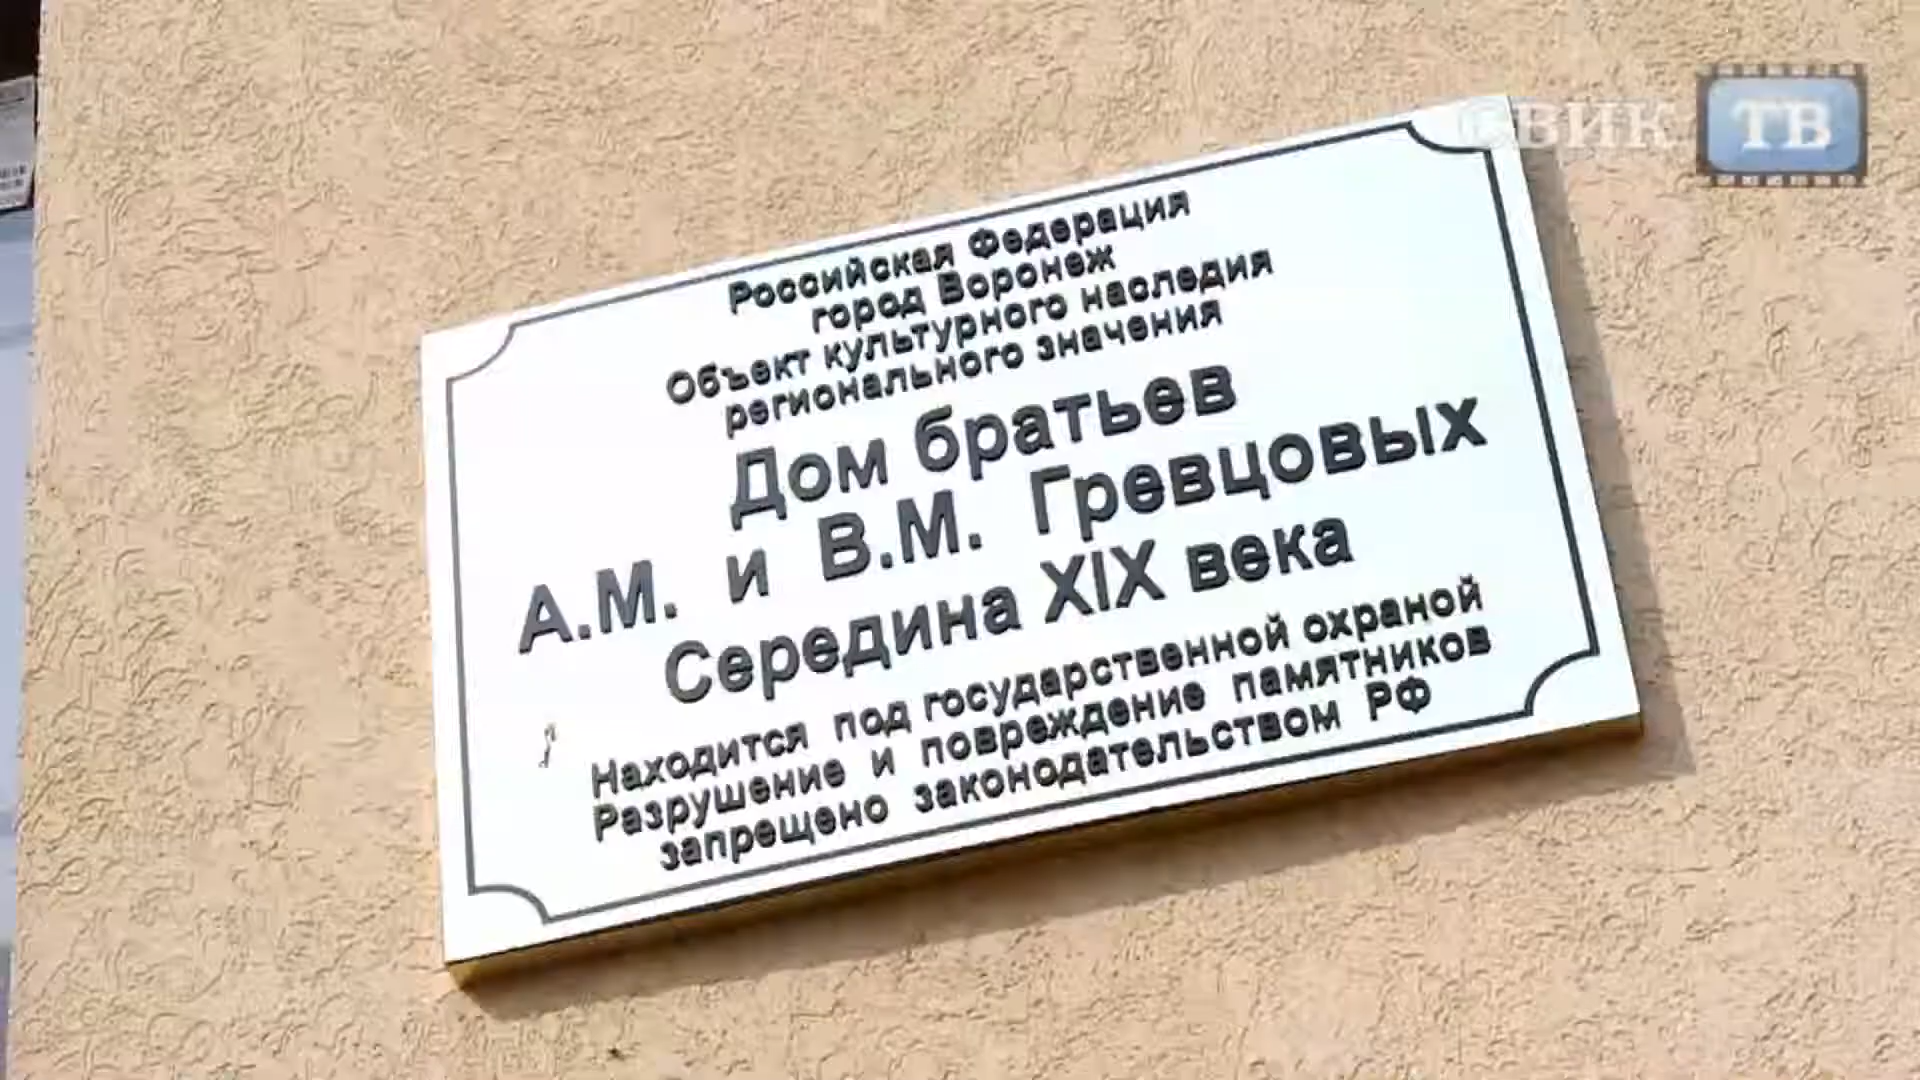 ВИК ТВ
Российская Федерация
город Воронеж
Объект культурного наследия
регионального значения
Дом братьев
А.М. и В.М. Гревцовых
Середина XIX века
Находится под государственной охраной
Разрушение и повреждение памятников
запрещено законодательством РФ